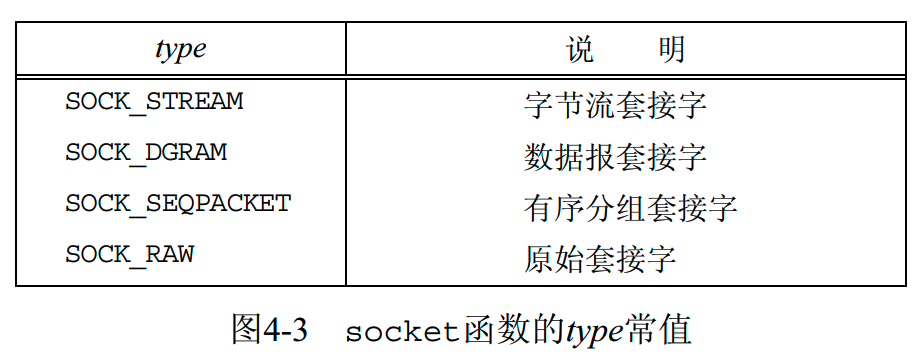 type 说 明
SOCK_STREAM 字节流套接字
SOCK_DGRAM 数据报套接字
SOCK_SEQPACKET 有序分组套接字
SOCK_RAW 原始套接字
图4-3 socket函数的type常值